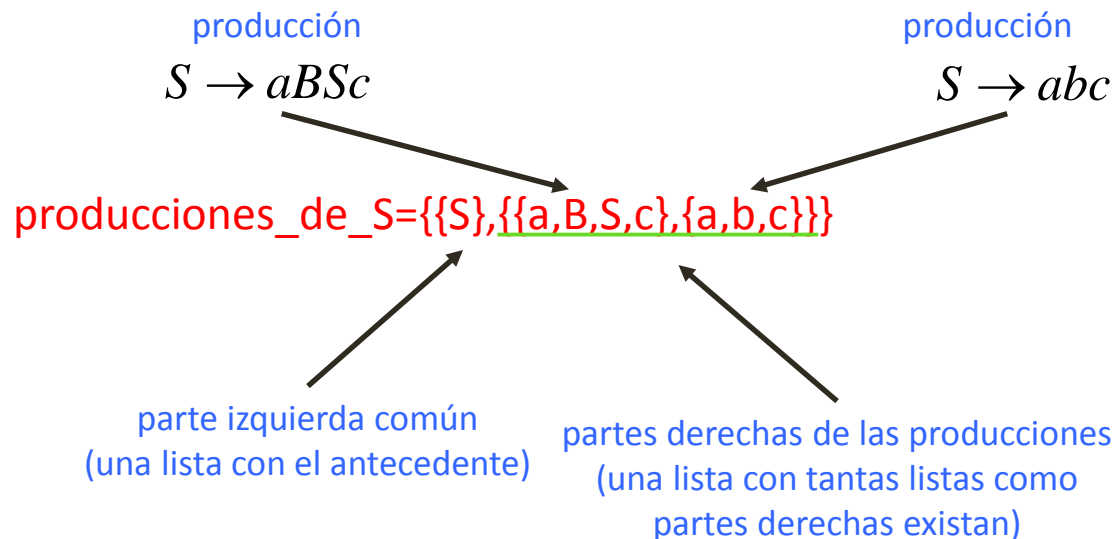 producción
producción
S → aBSc
S → abc
producciones_de_S={{S},{{a,B,S,c},{a,b,c}}}
parte izquierda común
(una lista con el antecedente)
partes derechas de las producciones
(una lista con tantas listas como
partes derechas existan)